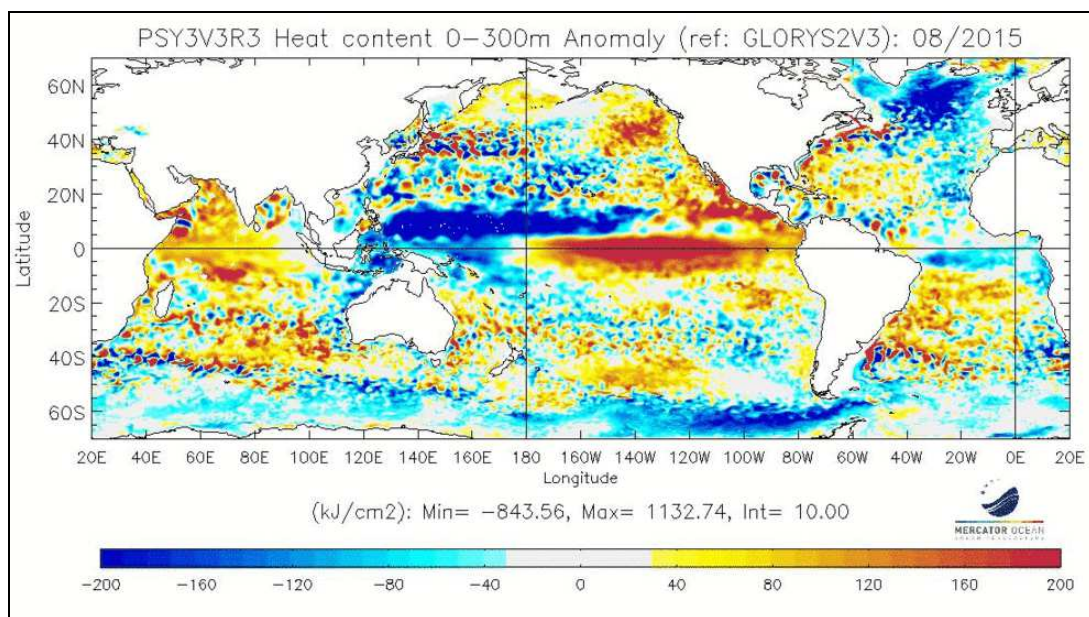 PSY3V3R3 Heat content 0-300m Anomaly (ref: GLORYS2V3): 08/2015
60N
40N
20N
0
20S
40S
60S
Latitude
20E 40E 60E 80E 100E 120E 140E 160E 180 160W 140W 120W 100W 80W 60W 40W 20W 0E 20E
Longitude
(kJ/cm2): Min= -843.56, Max= 1132.74, Int= 10.00
MERCATOR OCEAN
-200 -160 -120 -80 -40 0 40 80 120 160 200